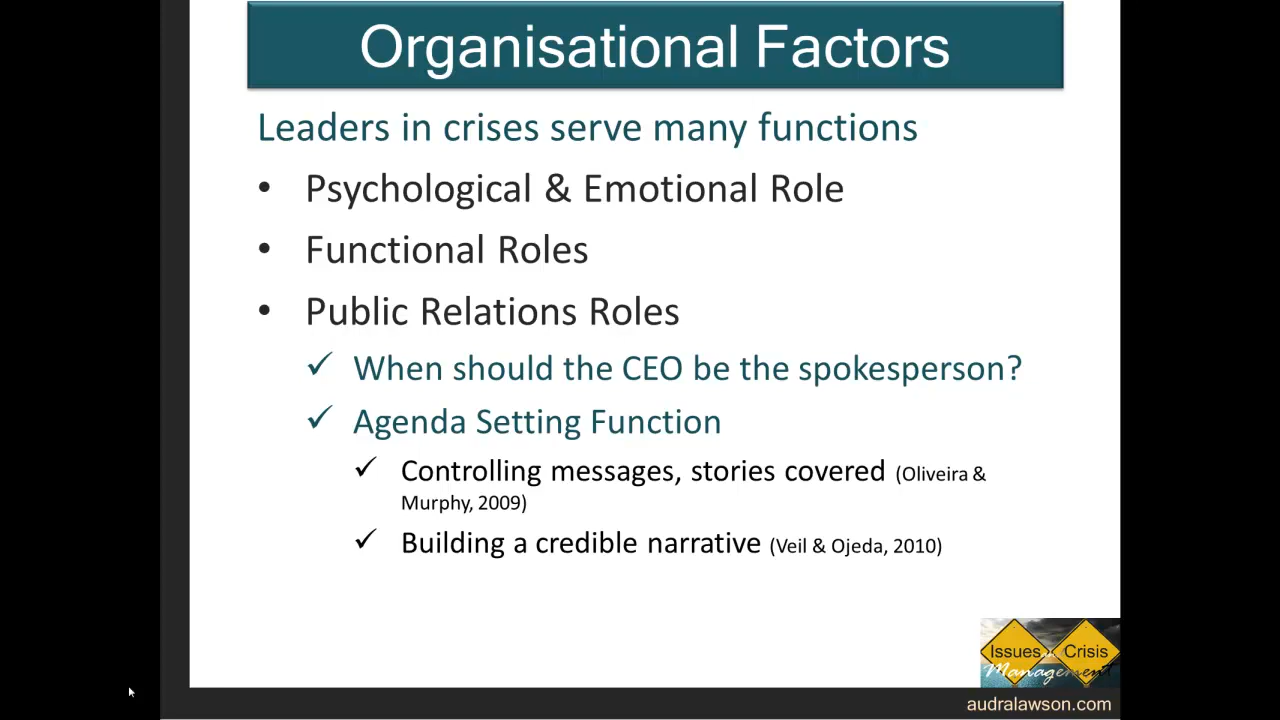 Organisational Factors
Leaders in crises serve many functions
• Psychological & Emotional Role
• Functional Roles
• Public Relations Roles
✓ When should the CEO be the spokesperson?
✓ Agenda Setting Function
✓ Controlling messages, stories covered (Oliveira &
Murphy, 2009)
✓ Building a credible narrative (Veil & Ojeda, 2010)
Issues Crisis
Management
audralawson.com